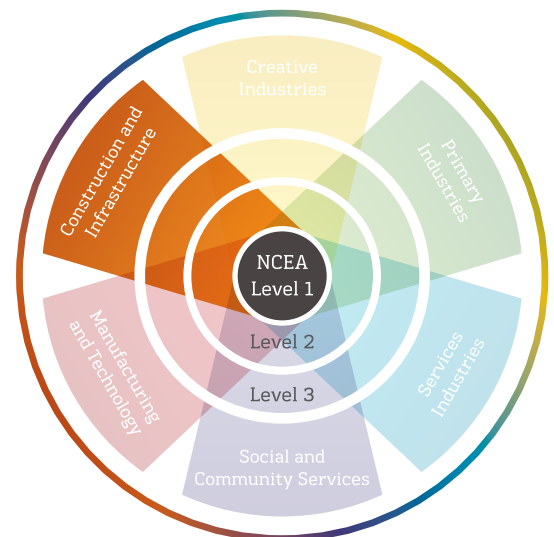 Creative
Industries
Primary
Industries
Construction and
Infrastructure
NCEA
Level 1
Level 2
Level 3
Manufacturing
and Technology
Services
Industries
Social and
Community Services